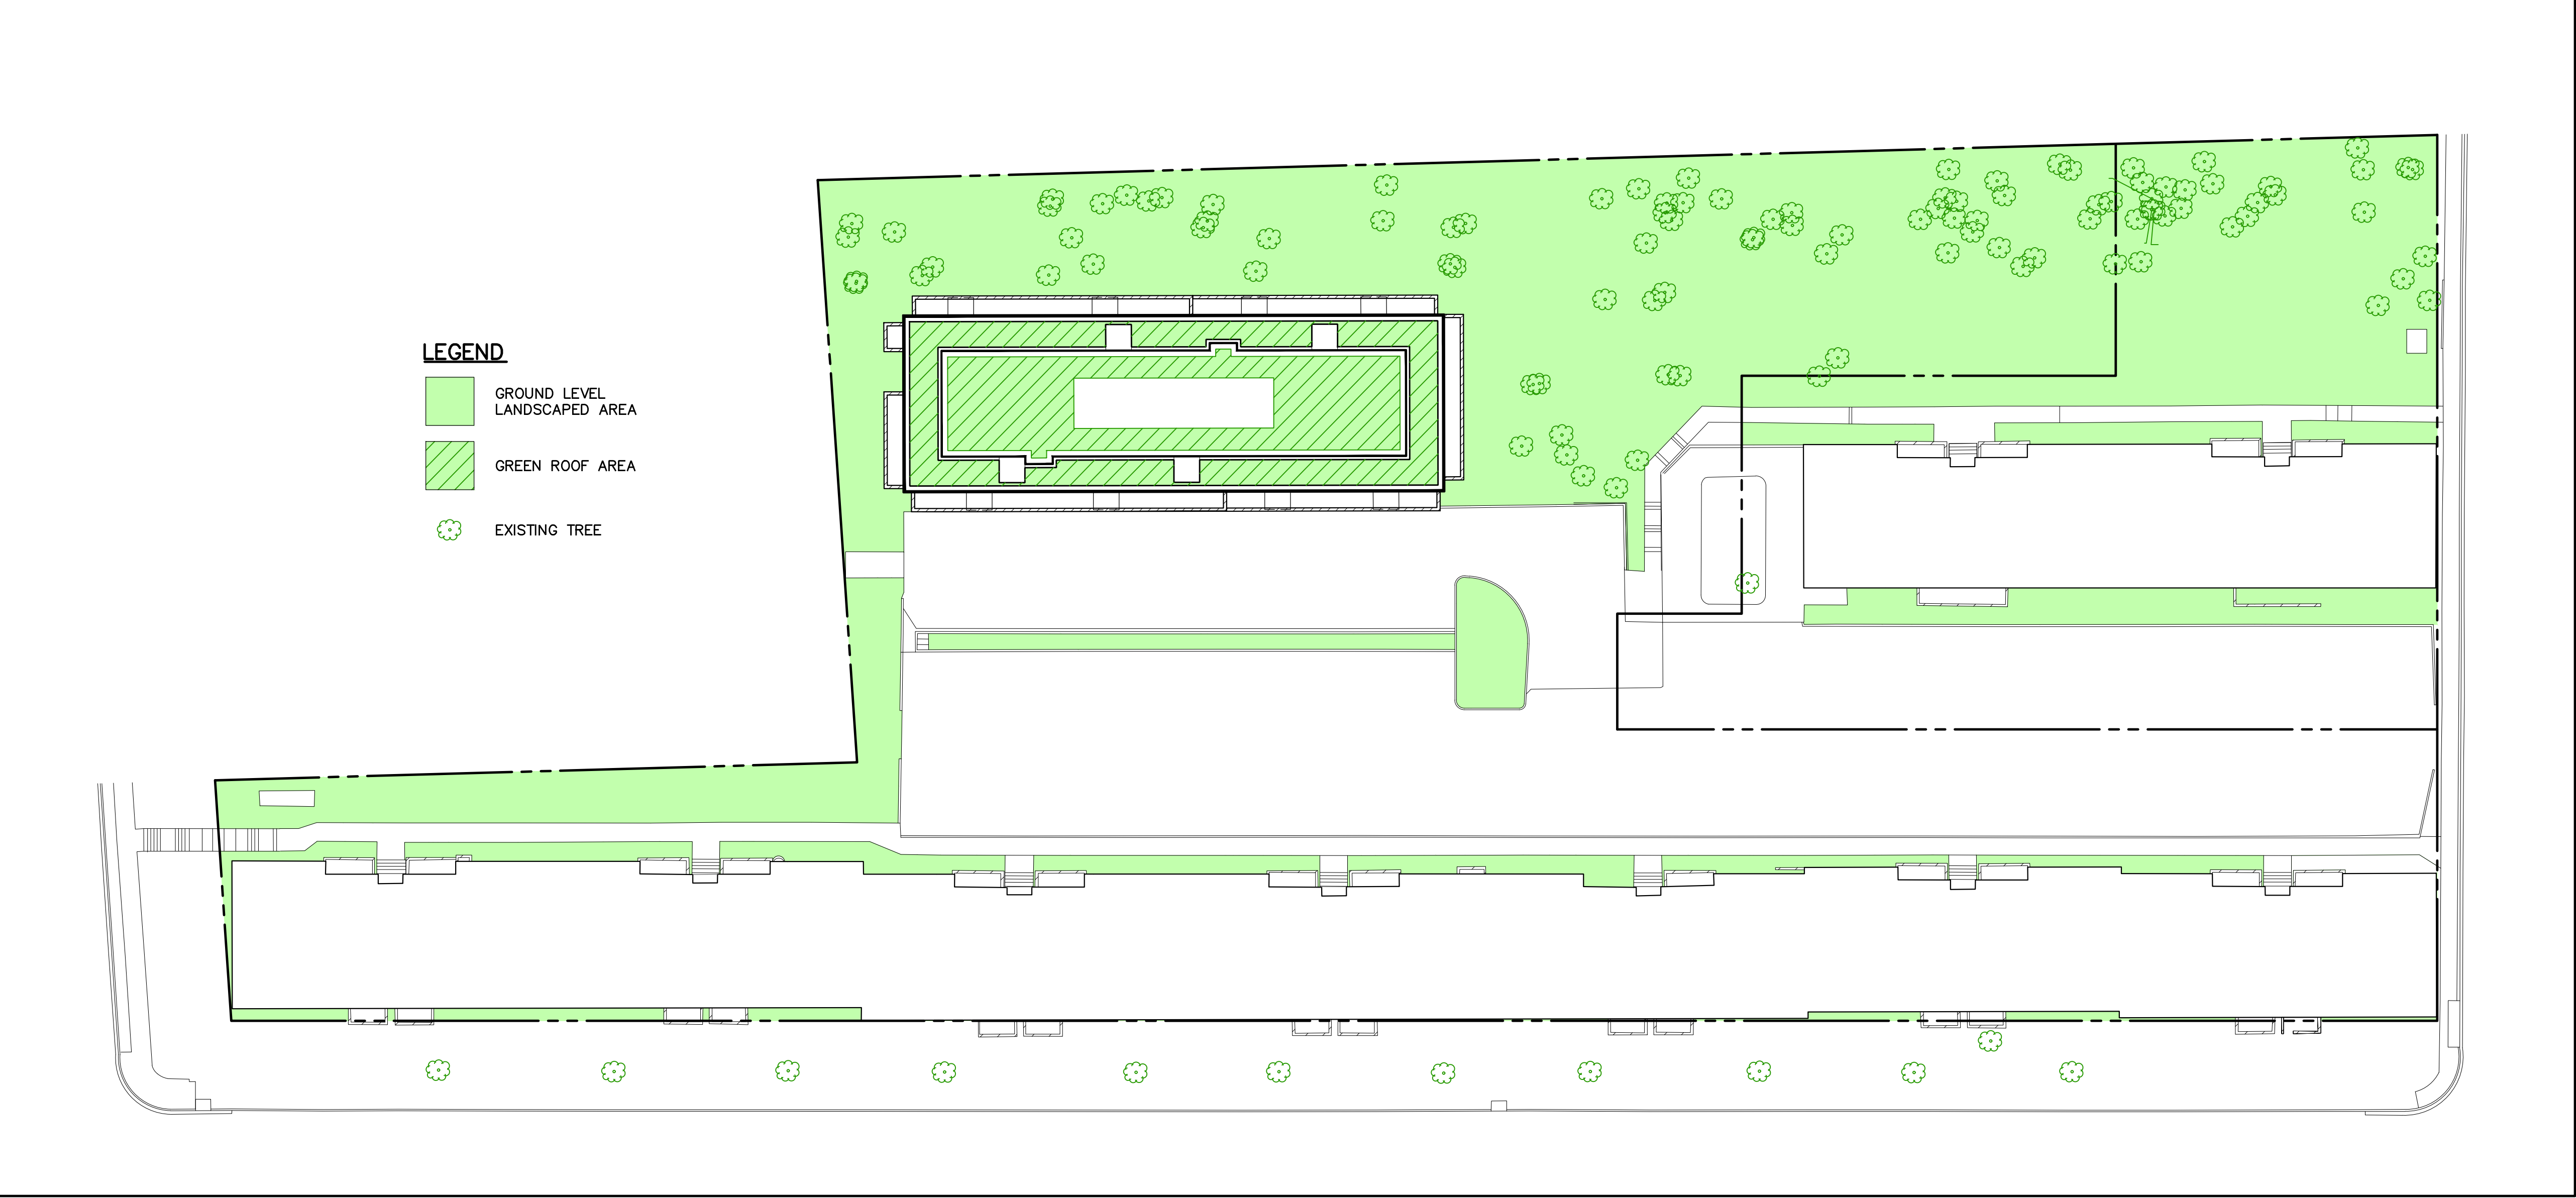 LEGEND
GROUND LEVEL
LANDSCAPED AREA
GREEN ROOF AREA
EXISTING TREE